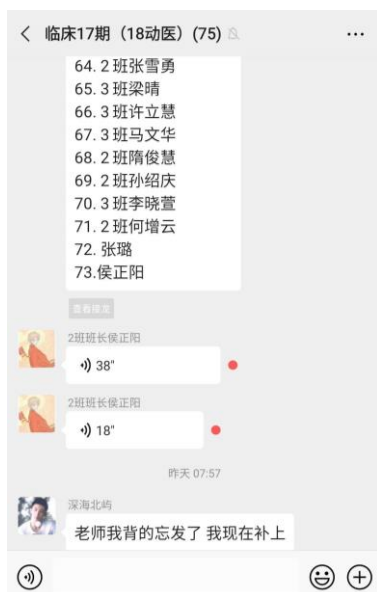 临床17期（18动医）(75)
64. 2班张雪勇
65. 3班梁晴
66. 3班许立慧
67. 3班马文华
68. 2班隋俊慧
69. 2班孙绍庆
70. 3班李晓萱
71. 2班何增云
72. 张璐
73.侯正阳
查看接龙
2班班长侯正阳
38"
2班班长侯正阳
18"
昨天 07:57
深海北屿
老师我背的忘发了 我现在补上